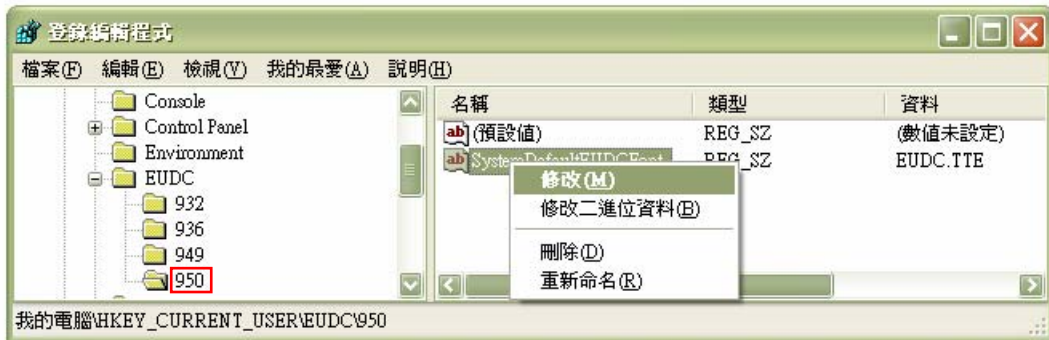 登錄編輯程式
檔案(F) 編輯(E) 檢視(V) 我的最愛(A) 說明(H)
Console
Control Panel
Environment
EUDC
932
936
949
950
名稱 類型 資料
(預設值) REG_SZ (數值未設定)
SystemDefaultEUDCFont REG_SZ EUDC.TTE
修改(M)
修改二進位資料(B)
刪除(D)
重新命名(R)
我的電腦\HKEY_CURRENT_USER\EUDC\950